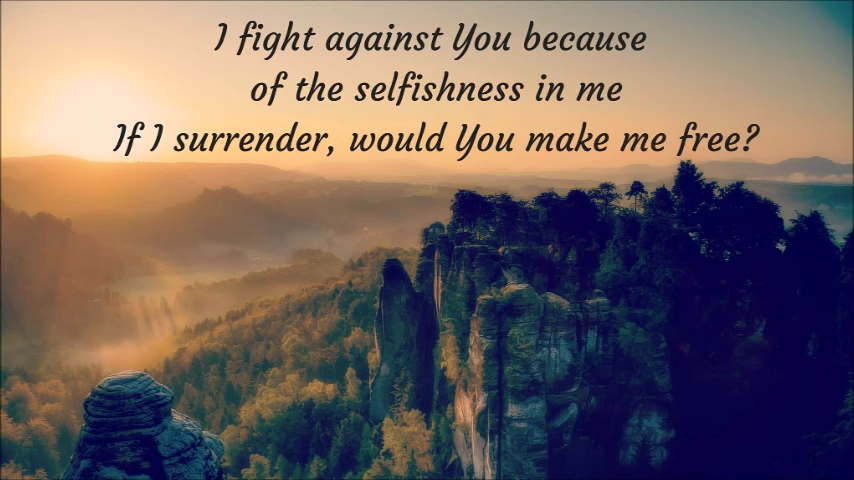 I fight against You because
of the selfishness in me
If I surrender, would You make me free?